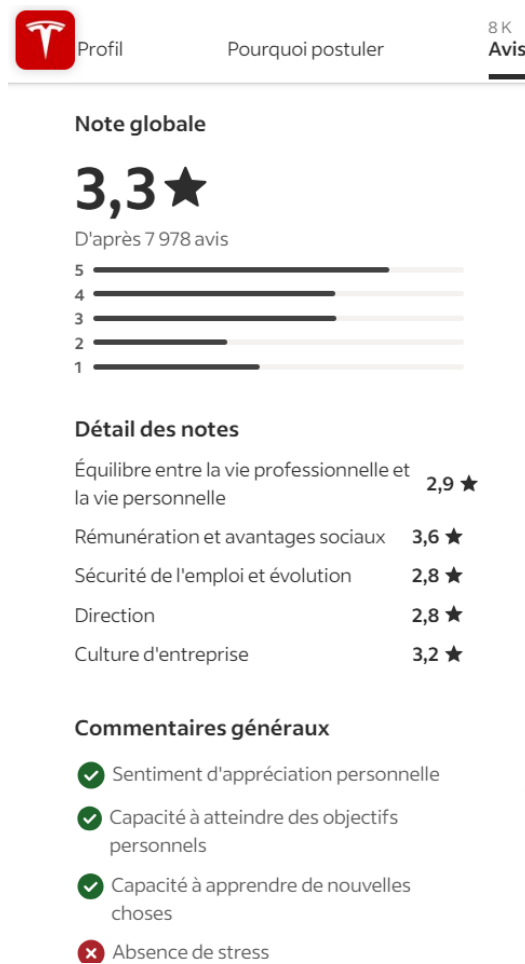 8 K
Profil Pourquoi postuler Avis
Note globale
3,3 ★
D'après 7 978 avis
5
4
3
2
1
Détail des notes
Équilibre entre la vie professionnelle et
la vie personnelle 2,9 ★
Rémunération et avantages sociaux 3,6 ★
Sécurité de l'emploi et évolution 2,8 ★
Direction 2,8 ★
Culture d'entreprise 3,2 ★
Commentaires généraux
Sentiment d'appréciation personnelle
Capacité à atteindre des objectifs
personnels
Capacité à apprendre de nouvelles
choses
Absence de stress